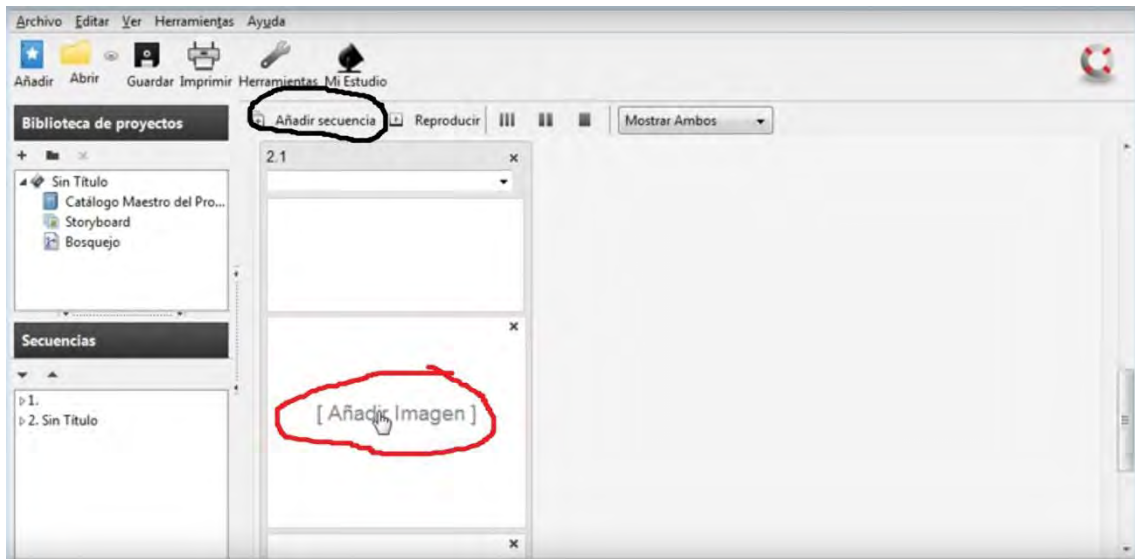 Archivo Editar Ver Herramientas Ayuda
Añadir Abrir Guardar Imprimir Herramientas Mi Estudio
Biblioteca de proyectos
Añadir secuencia Reproducir Mostrar Ambos
2.1
Sin Título
Catálogo Maestro del Pro...
Storyboard
Bosquejo
Secuencias
1.
2. Sin Título
[ Añadir Imagen ]